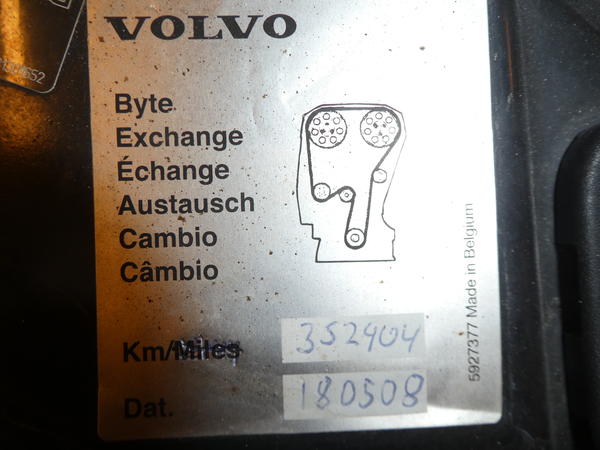 VOLVO
Byte
Exchange
Échange
Austausch
Cambio
Câmbio
Km/Miles 352404
Dat. 180508
5927377 Made in Belgium